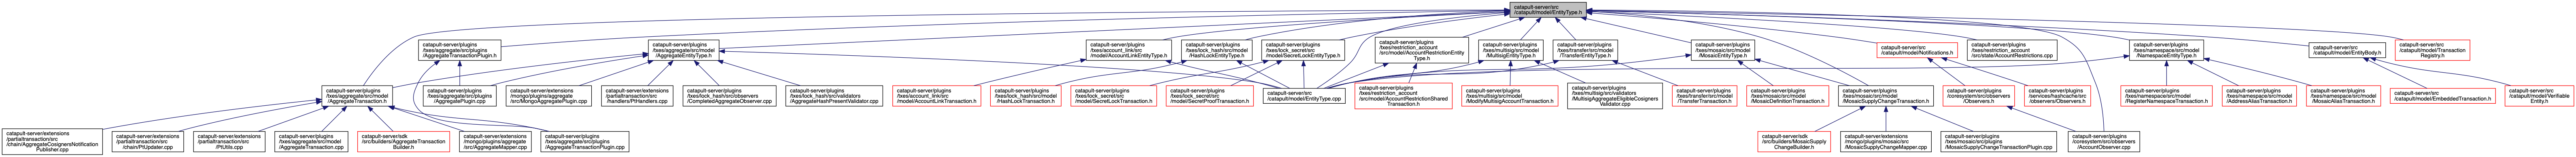 catapult-server/src
/catapult/model/EntityType.h
catapult-server/plugins
/txes/aggregate/src/plugins
/AggregateTransactionPlugin.h
catapult-server/plugins
/txes/aggregate/src/model
/AggregateEntityType.h
catapult-server/plugins
/txes/account_link/src
/model/AccountLinkEntityType.h
catapult-server/plugins
/txes/lock_hash/src/model
/HashLockEntityType.h
catapult-server/plugins
/txes/lock_secret/src
/model/SecretLockEntityType.h
catapult-server/plugins
/txes/restriction_account
/src/model/AccountRestrictionEntity
Type.h
catapult-server/plugins
/txes/multisig/src/model
/MultisigEntityType.h
catapult-server/plugins
/txes/transfer/src/model
/TransferEntityType.h
catapult-server/plugins
/txes/mosaic/src/model
/MosaicEntityType.h
catapult-server/src
/catapult/model/Notifications.h
catapult-server/plugins
/txes/restriction_account
/src/state/AccountRestrictions.cpp
catapult-server/plugins
/txes/namespace/src/model
/NamespaceEntityType.h
catapult-server/src
/catapult/model/EntityBody.h
catapult-server/src
/catapult/model/Transaction
Registry.h
catapult-server/plugins
/txes/aggregate/src/model
/AggregateTransaction.h
catapult-server/plugins
/txes/aggregate/src/plugins
/AggregatePlugin.cpp
catapult-server/extensions
/mongo/plugins/aggregate
/src/MongoAggregatePlugin.cpp
catapult-server/extensions
/partialtransaction/src
/handlers/PtHandlers.cpp
catapult-server/plugins
/txes/lock_hash/src/observers
/CompletedAggregateObserver.cpp
catapult-server/plugins
/txes/lock_hash/src/validators
/AggregateHashPresentValidator.cpp
catapult-server/plugins
/txes/account_link/src
/model/AccountLinkTransaction.h
catapult-server/plugins
/txes/lock_hash/src/model
/HashLockTransaction.h
catapult-server/plugins
/txes/lock_secret/src
/model/SecretLockTransaction.h
catapult-server/plugins
/txes/lock_secret/src
/model/SecretProofTransaction.h
catapult-server/src
/catapult/model/EntityType.cpp
catapult-server/plugins
/txes/restriction_account
/src/model/AccountRestrictionShared
Transaction.h
catapult-server/plugins
/txes/multisig/src/model
/ModifyMultisigAccountTransaction.h
catapult-server/plugins
/txes/multisig/src/validators
/MultisigAggregateEligibleCosigners
Validator.cpp
catapult-server/plugins
/txes/transfer/src/model
/TransferTransaction.h
catapult-server/plugins
/txes/mosaic/src/model
/MosaicDefinitionTransaction.h
catapult-server/plugins
/txes/mosaic/src/model
/MosaicSupplyChangeTransaction.h
catapult-server/plugins
/coresystem/src/observers
/Observers.h
catapult-server/plugins
/services/hashcache/src
/observers/Observers.h
catapult-server/plugins
/txes/namespace/src/model
/RegisterNamespaceTransaction.h
catapult-server/plugins
/txes/namespace/src/model
/AddressAliasTransaction.h
catapult-server/plugins
/txes/namespace/src/model
/MosaicAliasTransaction.h
catapult-server/src
/catapult/model/EmbeddedTransaction.h
catapult-server/src
/catapult/model/Verifiable
Entity.h
catapult-server/extensions
/partialtransaction/src
/chain/AggregateCosignersNotification
Publisher.cpp
catapult-server/extensions
/partialtransaction/src
/chain/PtUpdater.cpp
catapult-server/extensions
/partialtransaction/src
/PtUtils.cpp
catapult-server/plugins
/txes/aggregate/src/model
/AggregateTransaction.cpp
catapult-server/sdk
/src/builders/AggregateTransaction
Builder.h
catapult-server/extensions
/mongo/plugins/aggregate
/src/AggregateMapper.cpp
catapult-server/plugins
/txes/aggregate/src/plugins
/AggregateTransactionPlugin.cpp
catapult-server/sdk
/src/builders/MosaicSupply
ChangeBuilder.h
catapult-server/extensions
/mongo/plugins/mosaic/src
/MosaicSupplyChangeMapper.cpp
catapult-server/plugins
/txes/mosaic/src/plugins
/MosaicSupplyChangeTransactionPlugin.cpp
catapult-server/plugins
/coresystem/src/observers
/AccountObserver.cpp